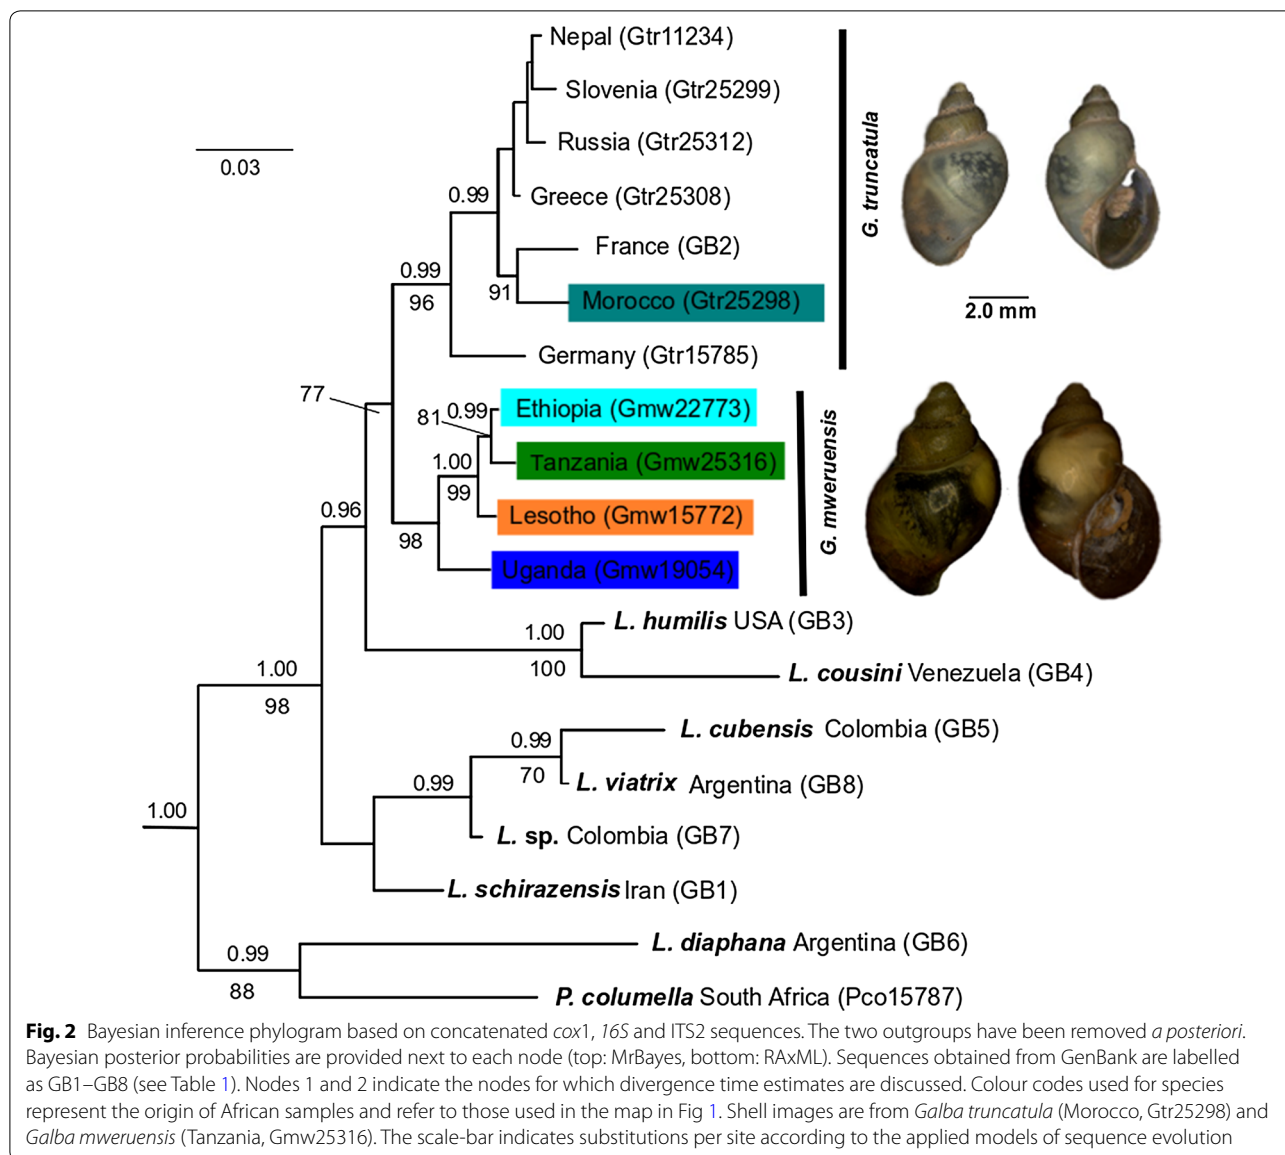 Nepal (Gtr11234)
Slovenia (Gtr25299)
Russia (Gtr25312)
0.03
0.99
Greece (Gtr25308)
G. truncatula
France (GB2)
0.99
96
91
Morocco (Gtr25298)
2.0 mm
Germany (Gtr15785)
77
81
0.99
Ethiopia (Gmw22773)
1.00
Tanzania (Gmw25316)
99
Lesotho (Gmw15772)
G. mweruensis
0.96
98
Uganda (Gmw19054)
L. humilis USA (GB3)
1.00
100
1.00
L. cousini Venezuela (GB4)
98
L. cubensis Colombia (GB5)
0.99
70
L. viatrix Argentina (GB8)
0.99
1.00
L. sp. Colombia (GB7)
L. schirazensis Iran (GB1)
L. diaphana Argentina (GB6)
0.99
88
P. columella South Africa (Pco15787)
Fig. 2 Bayesian inference phylogram based on concatenated cox1, 16S and ITS2 sequences. The two outgroups have been removed a posteriori.
Bayesian posterior probabilities are provided next to each node (top: MrBayes, bottom: RAxML). Sequences obtained from GenBank are labelled
as GB1–GB8 (see Table 1). Nodes 1 and 2 indicate the nodes for which divergence time estimates are discussed. Colour codes used for species
represent the origin of African samples and refer to those used in the map in Fig 1. Shell images are from Galba truncatula (Morocco, Gtr25298) and
Galba mweruensis (Tanzania, Gmw25316). The scale-bar indicates substitutions per site according to the applied models of sequence evolution